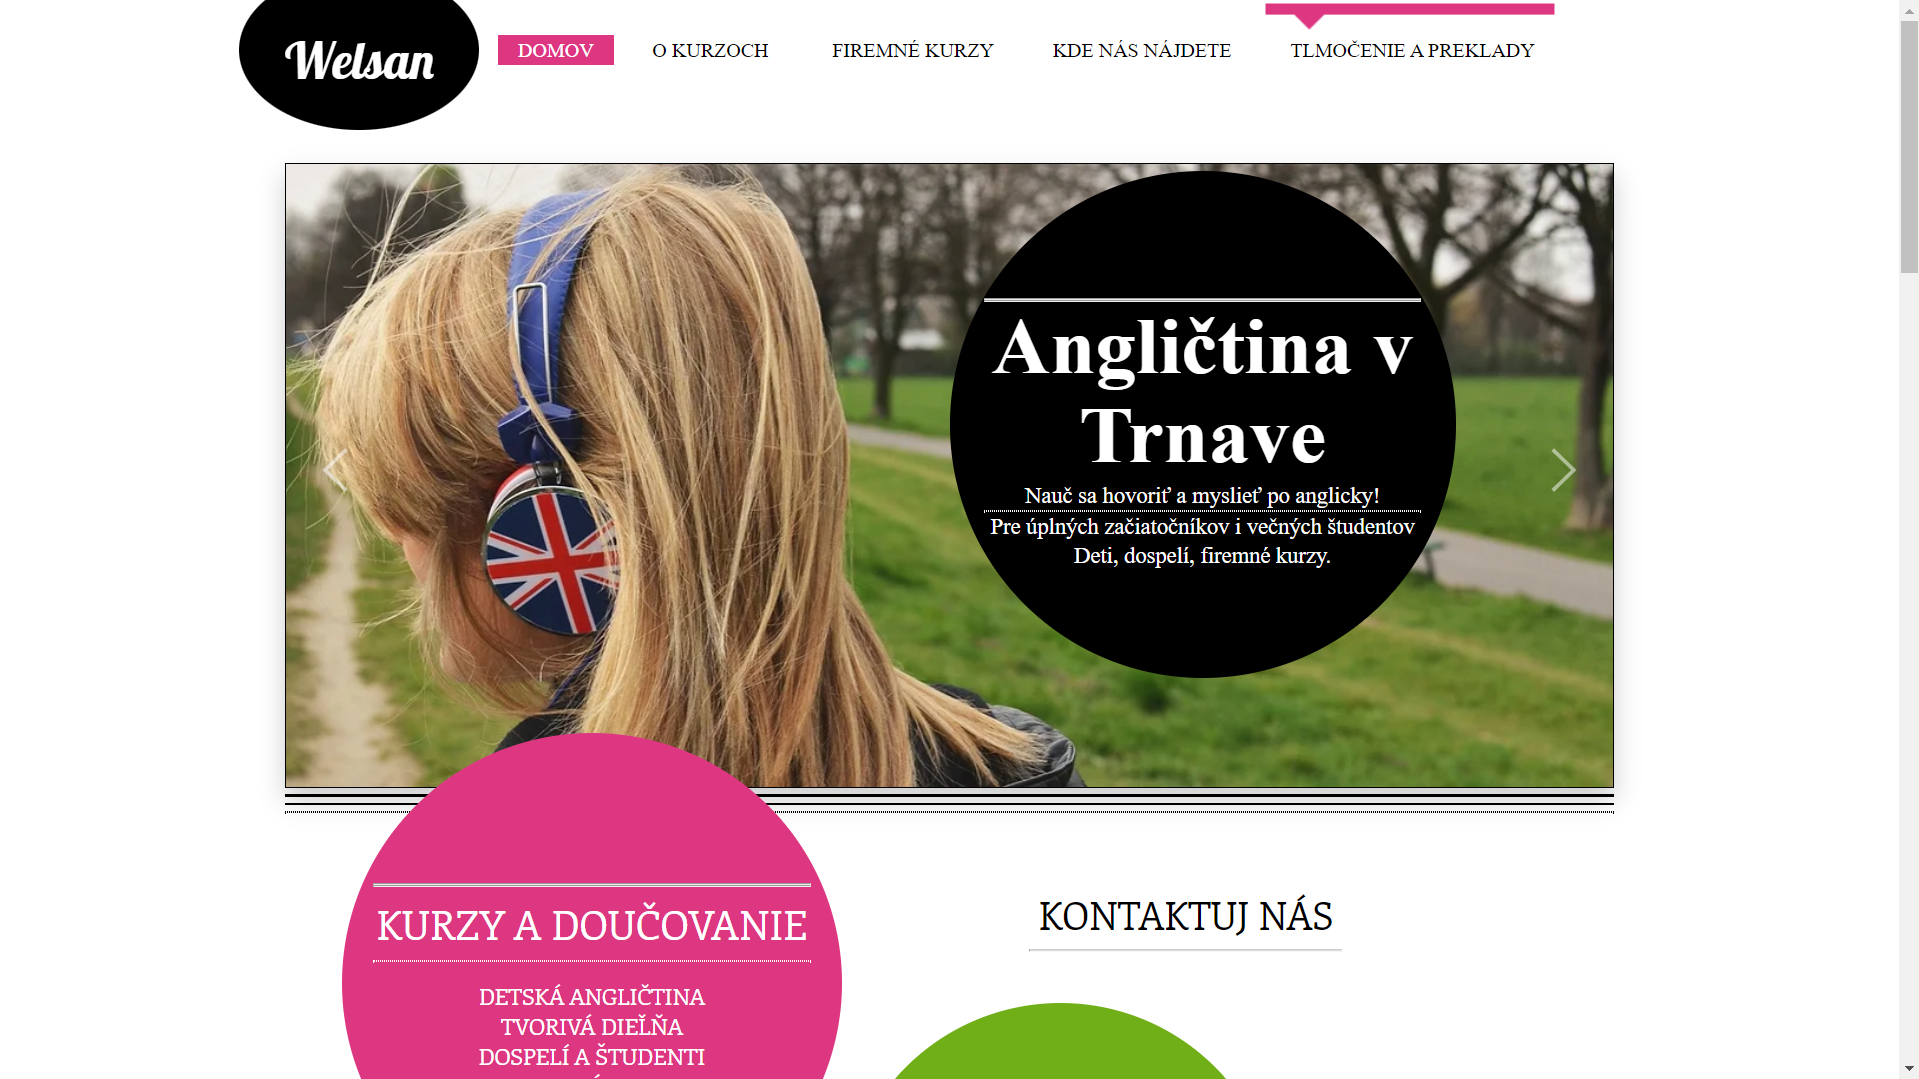 Welsan
DOMOV
O KURZOCH
FIREMNÉ KURZY
KDE NÁS NÁJDETE
TLMOČENIE A PREKLADY
Angličtina v
Trnave
Nauč sa hovoriť a myslieť po anglicky!
Pre úplných začiatočníkov i večných študentov
Deti, dospelí, firemné kurzy.
KURZY A DOUČOVANIE
DETSKÁ ANGLIČTINA
TVORIVÁ DIEĽŇA
DOSPELÍ A ŠTUDENTI
KONTAKTUJ NÁS